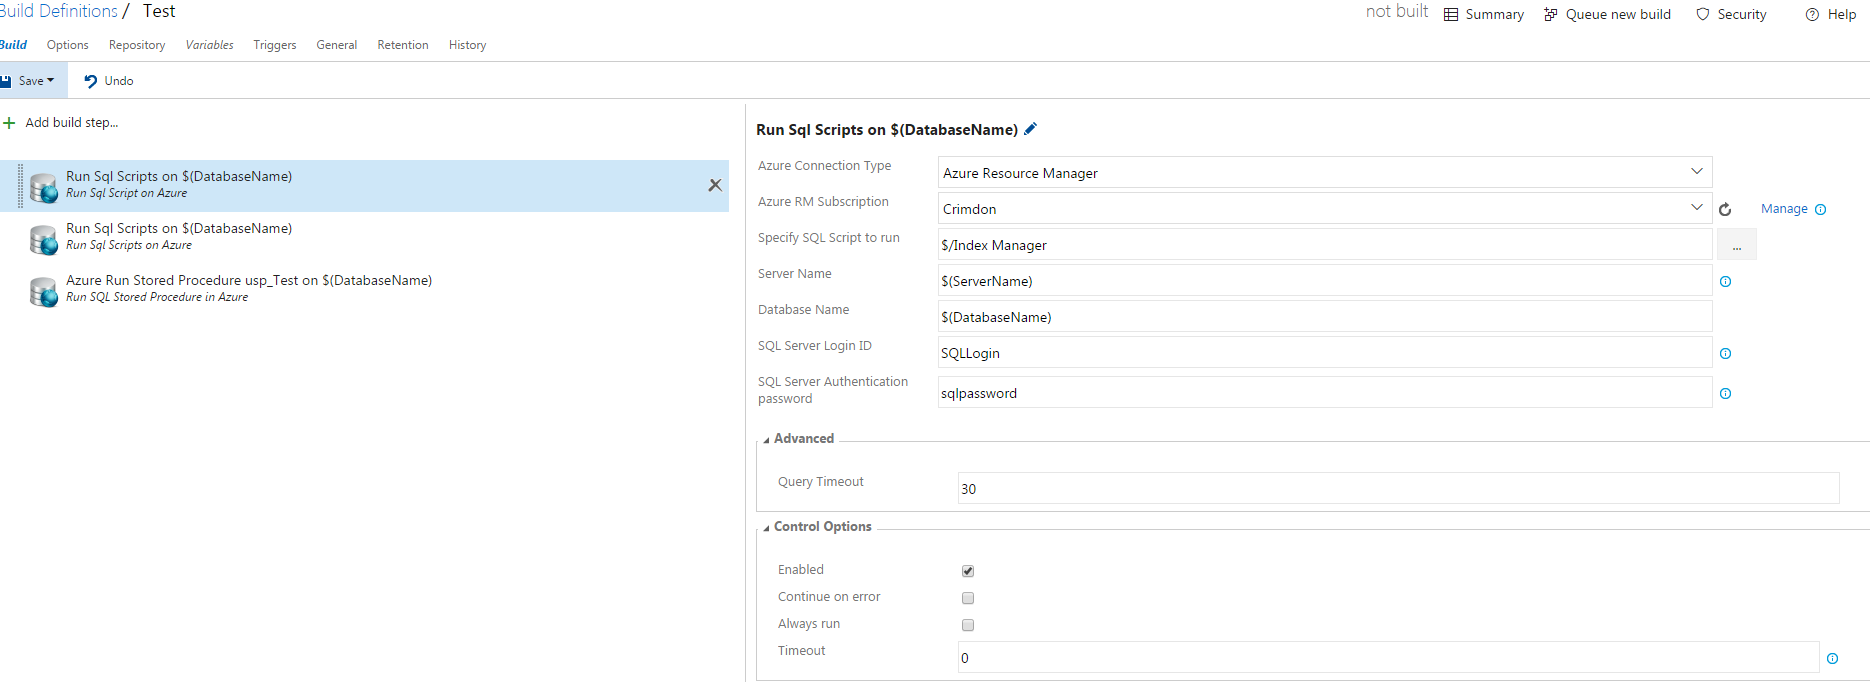 Build Definitions / Test
not built Summary Queue new build Security Help
Build Options Repository Variables Triggers General Retention History
Save Undo
Add build step...
Run Sql Scripts on $(DatabaseName)
Run Sql Script on Azure
Run Sql Scripts on $(DatabaseName)
Run Sql Scripts on Azure
Azure Run Stored Procedure usp_Test on $(DatabaseName)
Run SQL Stored Procedure in Azure
Run Sql Scripts on $(DatabaseName)
Azure Connection Type Azure Resource Manager
Azure RM Subscription Crimdon Manage
Specify SQL Script to run $/Index Manager ...
Server Name $(ServerName)
Database Name $(DatabaseName)
SQL Server Login ID SQLLogin
SQL Server Authentication
password sqlpassword
Advanced
Query Timeout 30
Control Options
Enabled
Continue on error
Always run
Timeout 0